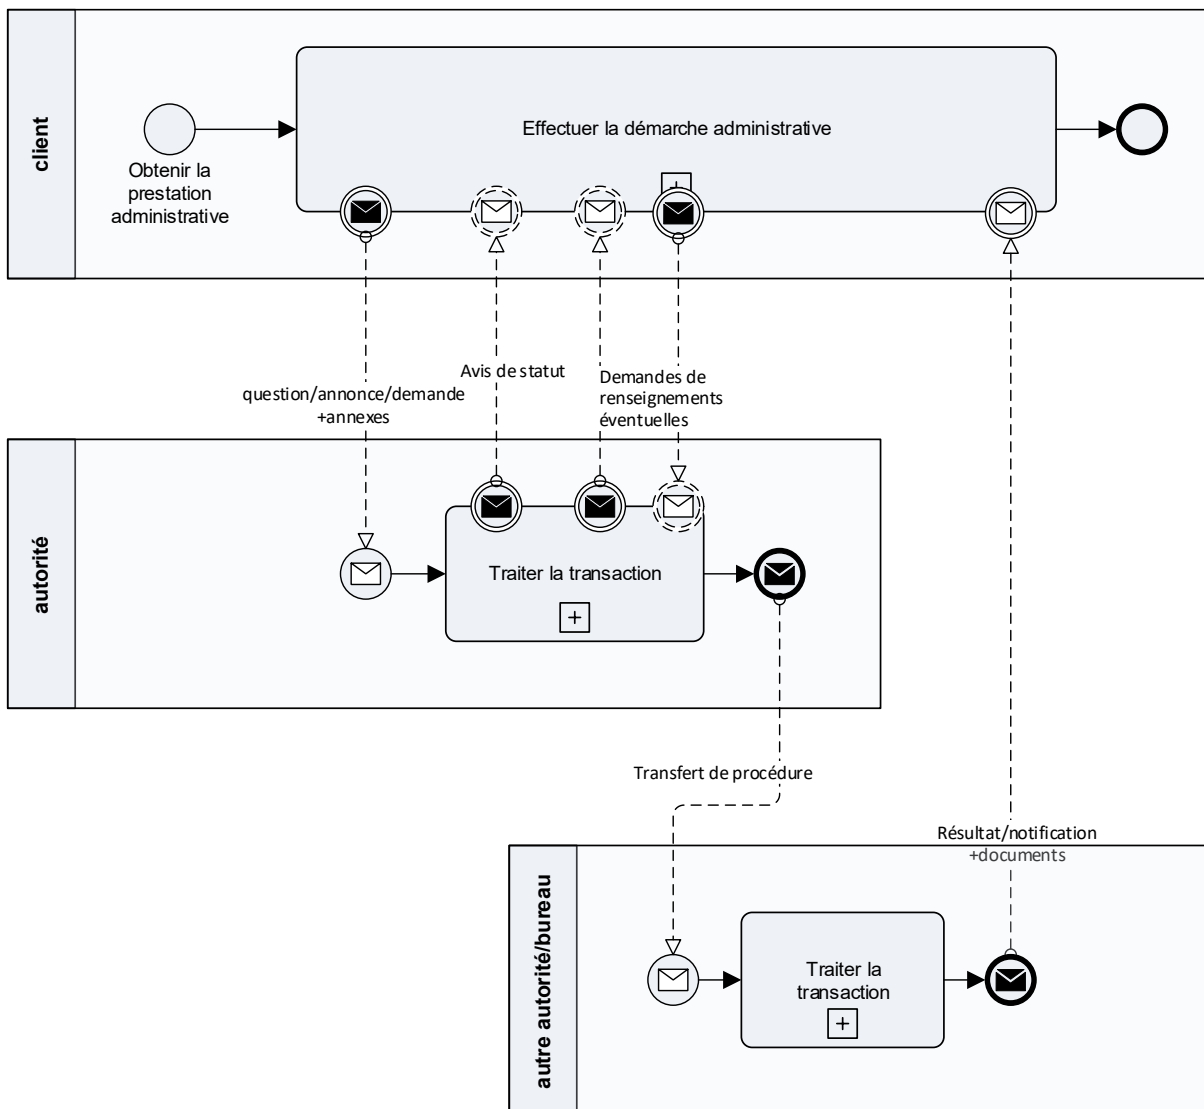 client
Effectuer la démarche administrative
Obtenir la
prestation
administrative
Avis de statut
Demandes de
renseignements
éventuelles
question/annonce/demande
+annexes
autorité
Traiter la transaction
Transfert de procédure
Résultat/notification
+documents
autre autorité/bureau
Traiter la
transaction